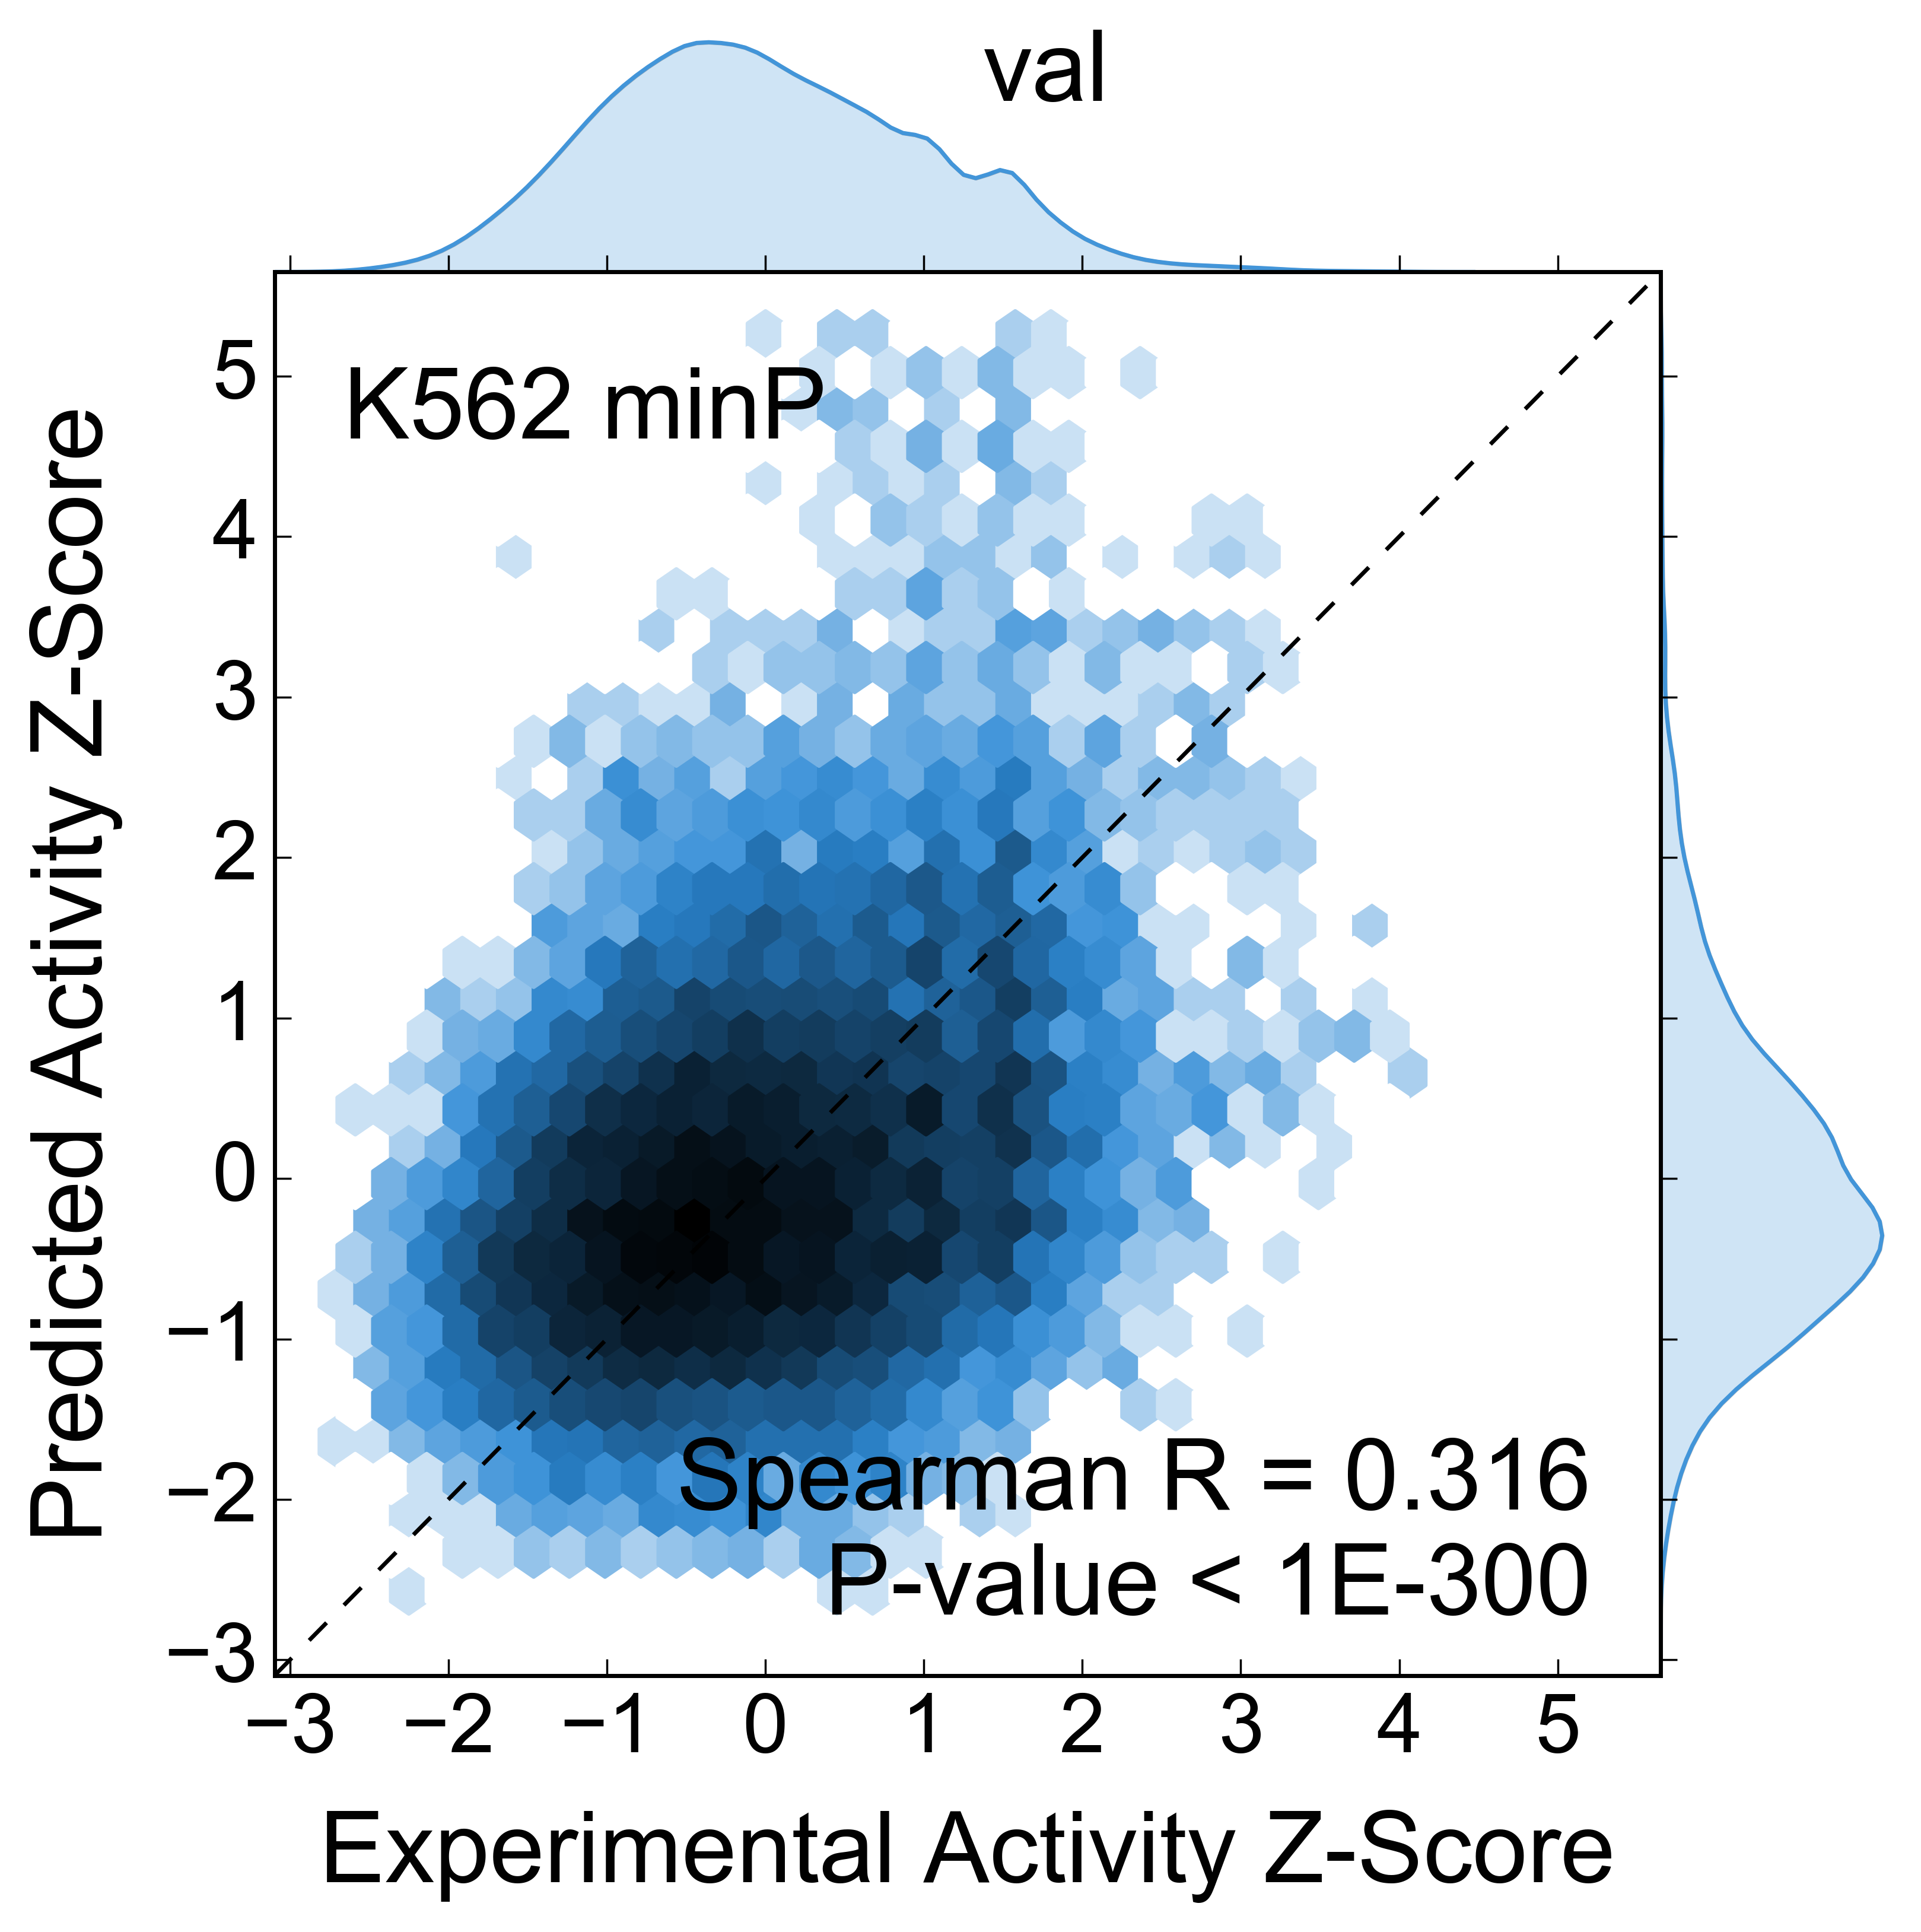 val
K562 minP
Predicted Activity Z-Score
5
4
3
2
1
0
−1
−2
−3
Spearman R = 0.316
P-value < 1E-300
−3 −2 −1 0 1 2 3 4 5
Experimental Activity Z-Score